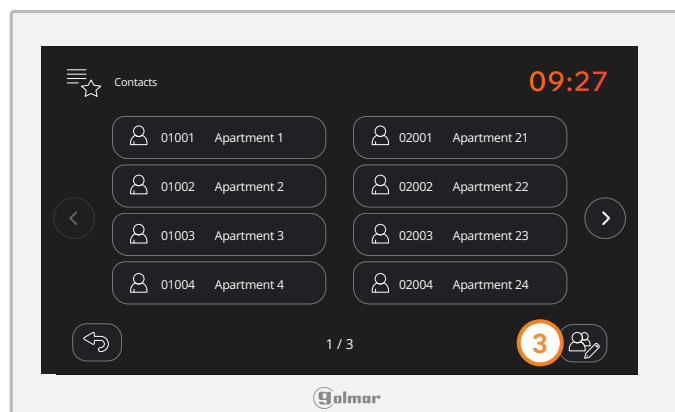 Contacts
09:27
01001 Apartment 1
02001 Apartment 21
01002 Apartment 2
02002 Apartment 22
01003 Apartment 3
02003 Apartment 23
01004 Apartment 4
02004 Apartment 24
1 / 3
3
golmar